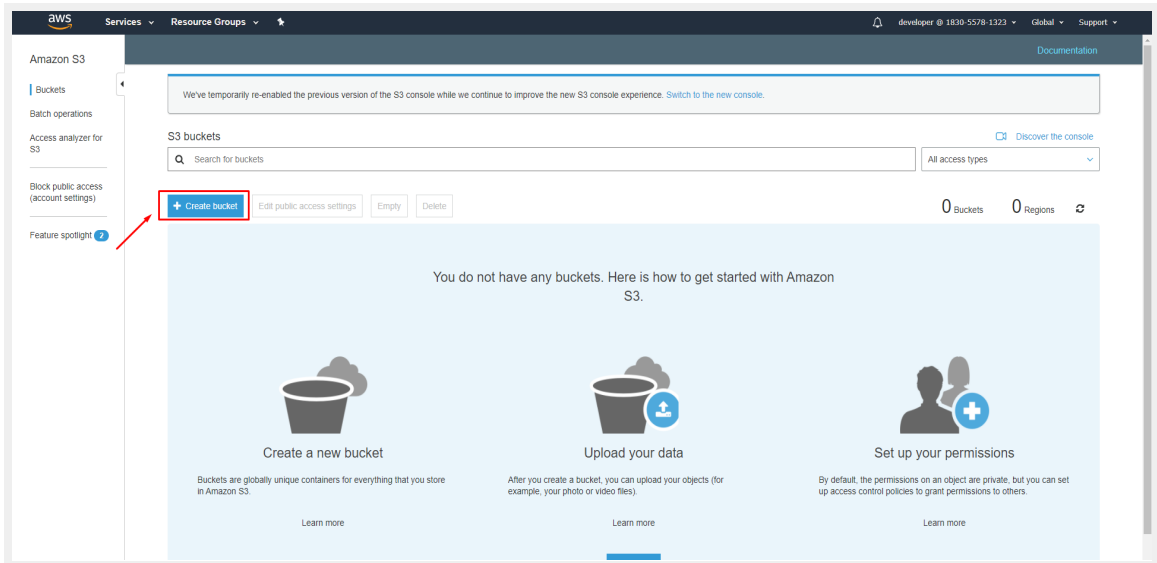 aws Services Resource Groups developer @ 1830-5578-1323 Global Support
Documentation
Amazon S3
Buckets
Batch operations
Access analyzer for
S3
Block public access
(account settings)
Feature spotlight 2
We've temporarily re-enabled the previous version of the S3 console while we continue to improve the new S3 console experience. Switch to the new console.
S3 buckets
Discover the console
Search for buckets
All access types
+ Create bucket
Edit public access settings
Empty
Delete
0 Buckets
0 Regions
You do not have any buckets. Here is how to get started with Amazon
S3.
Create a new bucket
Buckets are globally unique containers for everything that you store
in Amazon S3.
Learn more
Upload your data
After you create a bucket, you can upload your objects (for
example, your photo or video files).
Learn more
Set up your permissions
By default, the permissions on an object are private, but you can set
up access control policies to grant permissions to others.
Learn more